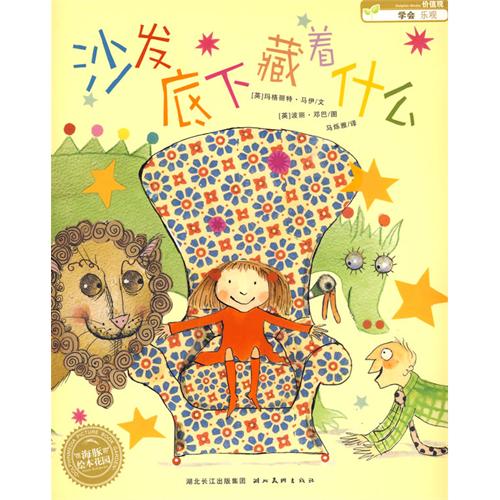 价值观
学会 乐观
沙发底下藏着什么
[英]玛格丽特·马伊/文
[英]波丽·邓巴/图
马烁雅/译
海豚
绘本花园
湖北长江出版集团 湖北美术出版社